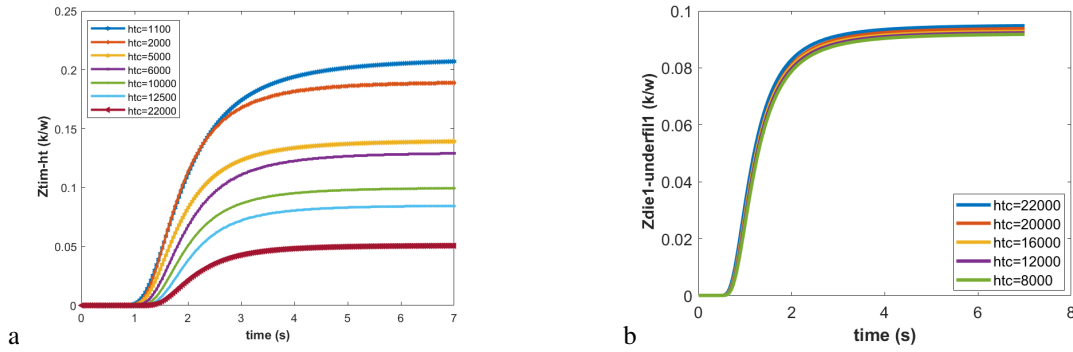 Ztim-ht (k/w)
0.25
0.2
0.15
0.1
0.05
0
htc=1100
htc=2000
htc=5000
htc=6000
htc=10000
htc=12500
htc=22000
0 1 2 3 4 5 6 7
time (s)
a
Zdie1-underfil1 (k/w)
0.1
0.08
0.06
0.04
0.02
0
htc=22000
htc=20000
htc=16000
htc=12000
htc=8000
0 2 4 6 8
time (s)
b